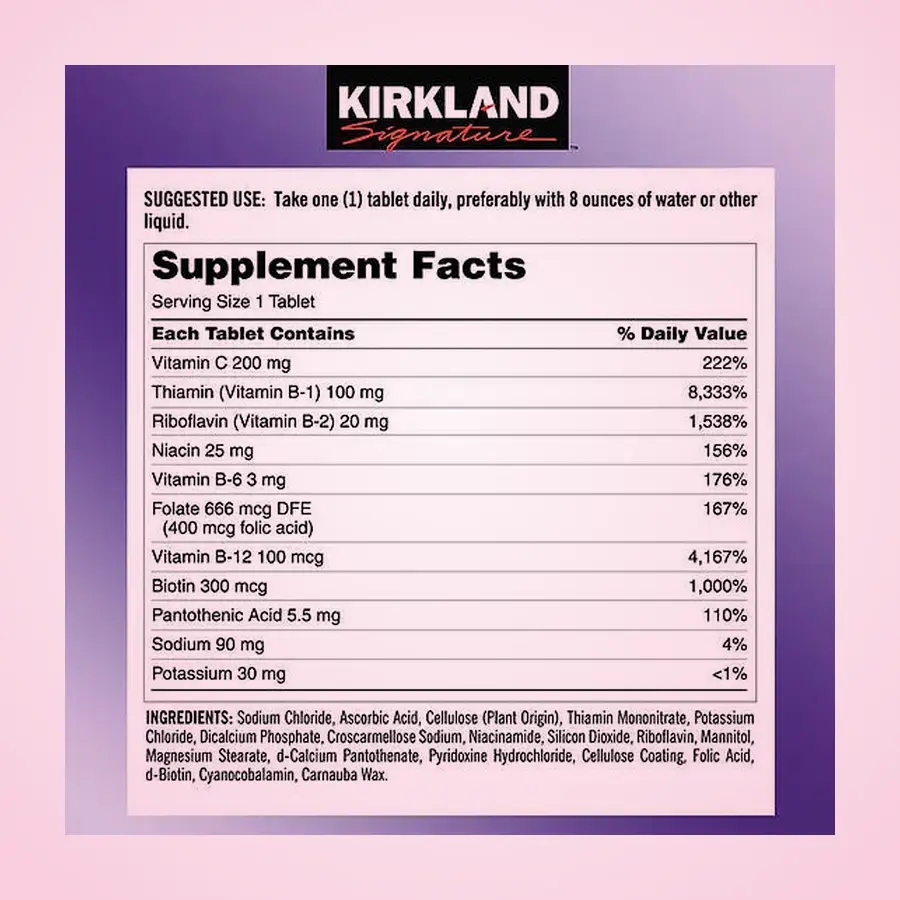 KIRKLAND
Signature™
SUGGESTED USE: Take one (1) tablet daily, preferably with 8 ounces of water or other
liquid.
Supplement Facts
Serving Size 1 Tablet
Each Tablet Contains % Daily Value
Vitamin C 200 mg 222%
Thiamin (Vitamin B-1) 100 mg 8,333%
Riboflavin (Vitamin B-2) 20 mg 1,538%
Niacin 25 mg 156%
Vitamin B-6 3 mg 176%
Folate 666 mcg DFE 167%
(400 mcg folic acid)
Vitamin B-12 100 mcg 4,167%
Biotin 300 mcg 1,000%
Pantothenic Acid 5.5 mg 110%
Sodium 90 mg 4%
Potassium 30 mg <1%
INGREDIENTS: Sodium Chloride, Ascorbic Acid, Cellulose (Plant Origin), Thiamin Mononitrate, Potassium
Chloride, Dicalcium Phosphate, Croscarmellose Sodium, Niacinamide, Silicon Dioxide, Riboflavin, Mannitol,
Magnesium Stearate, d-Calcium Pantothenate, Pyridoxine Hydrochloride, Cellulose Coating, Folic Acid,
d-Biotin, Cyanocobalamin, Carnauba Wax.